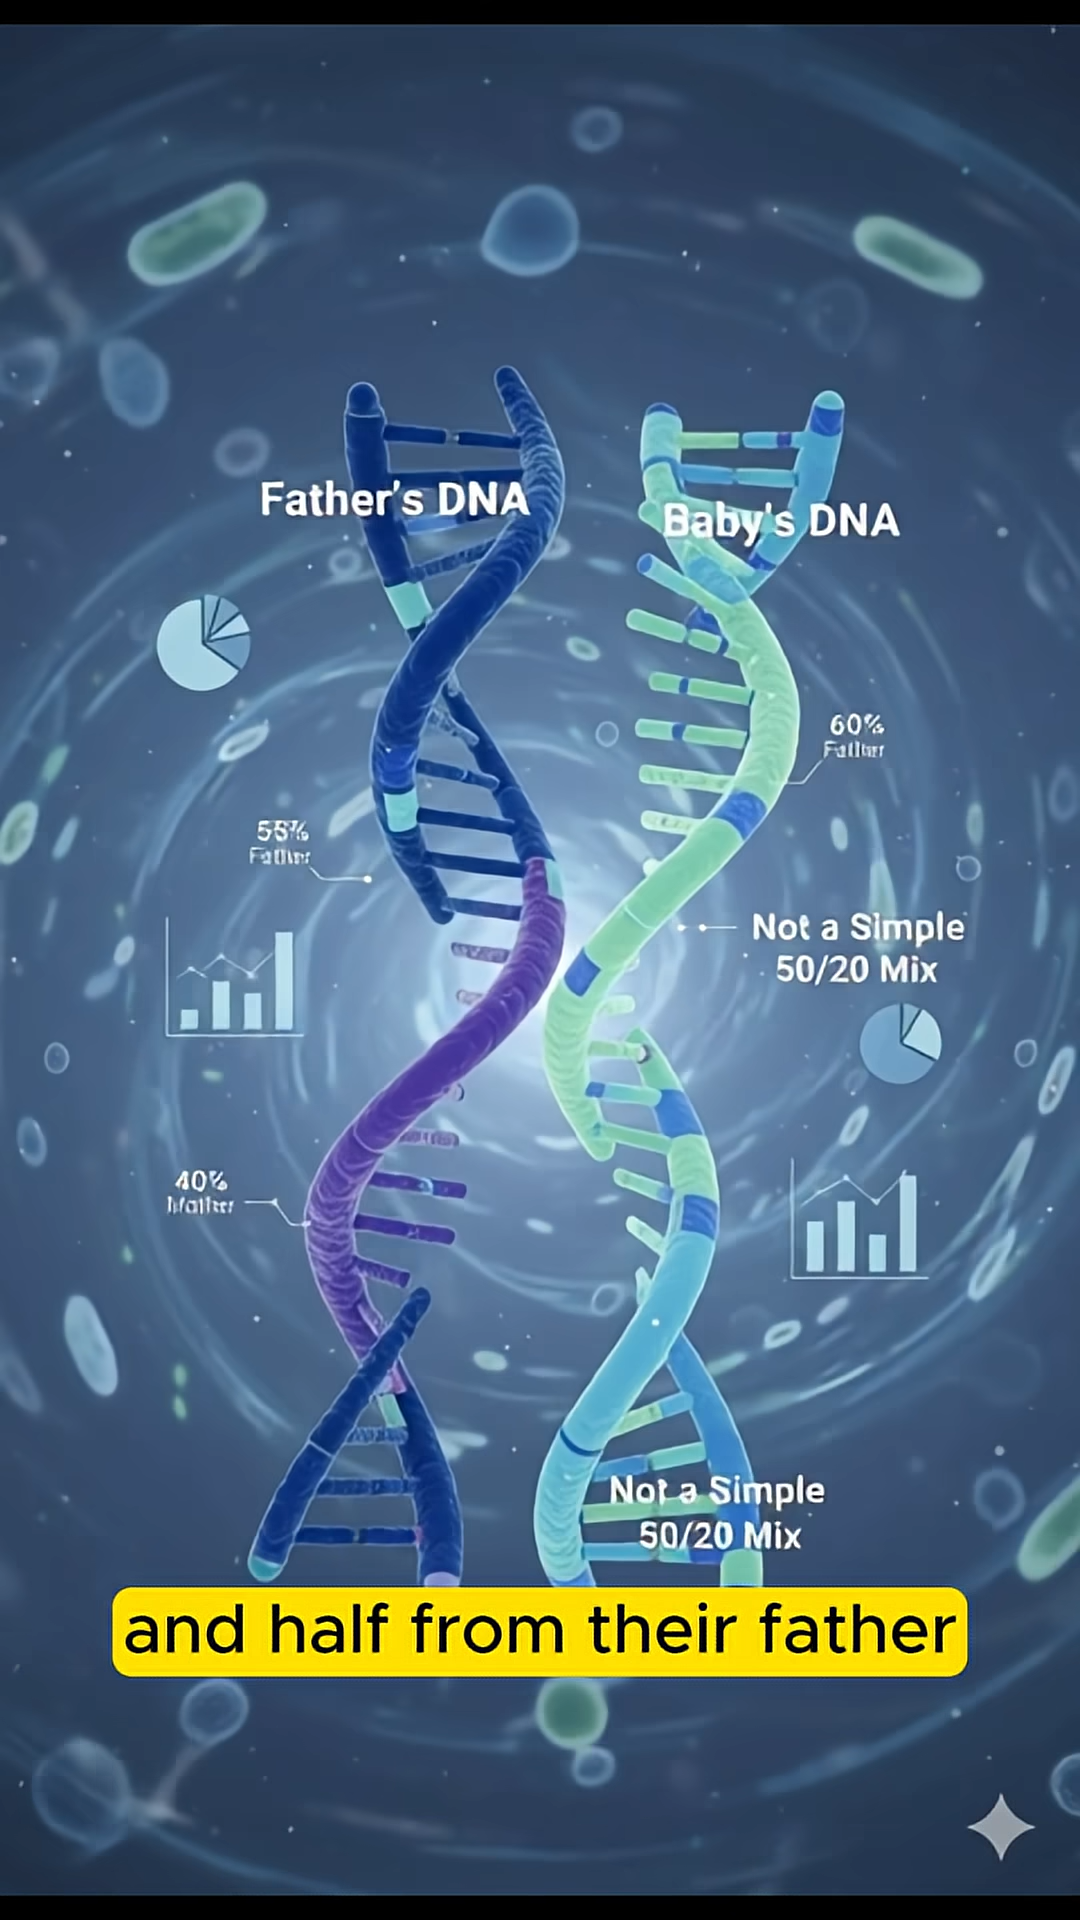 Father's DNA
Baby's DNA
60%
55%
Not a Simple
50/20 Mix
40%
Not a Simple
50/20 Mix
and half from their father